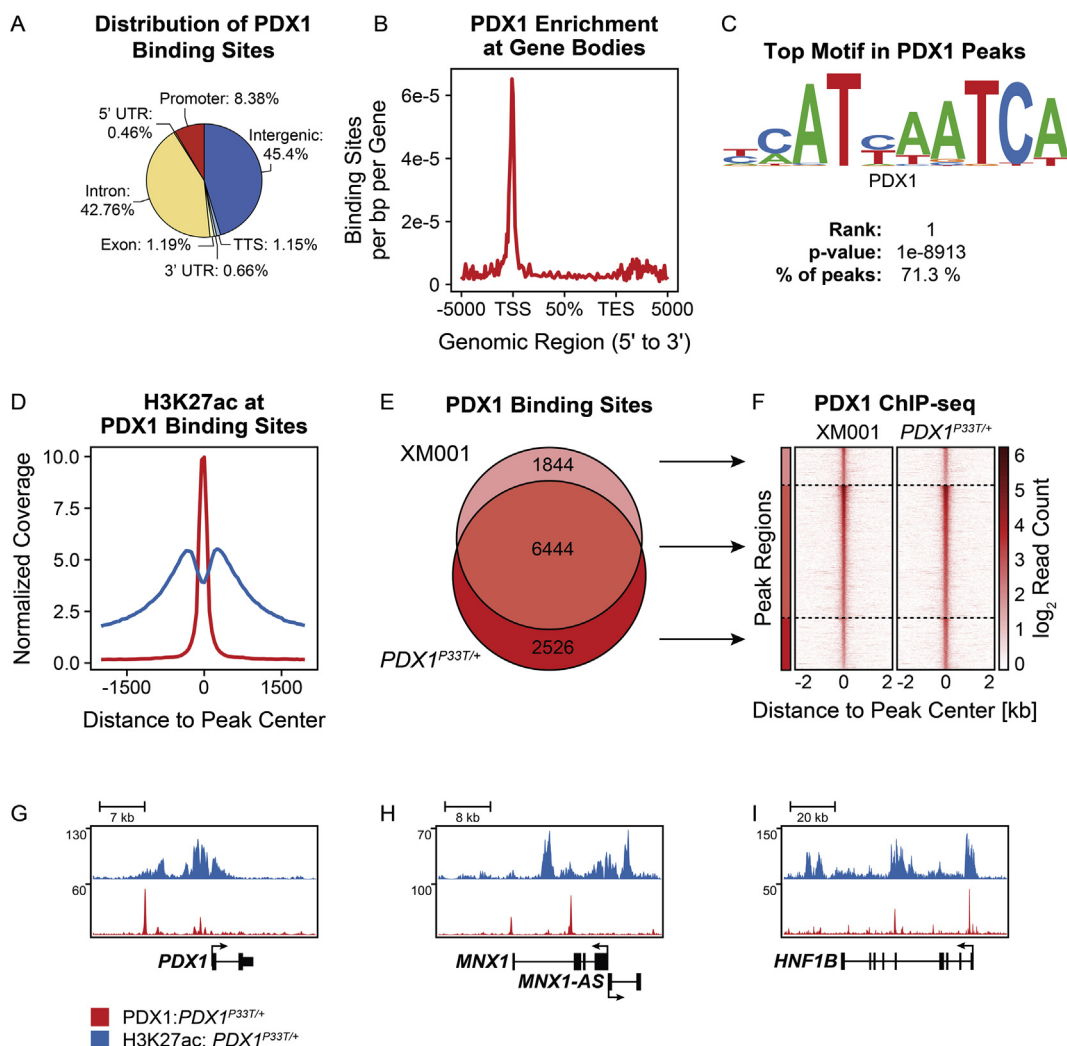 A
Distribution of PDX1
Binding Sites
Promoter: 8.38%
5' UTR:
0.46%
Intergenic:
45.4%
Intron:
42.76%
Exon: 1.19%
TTS: 1.15%
3' UTR: 0.66%
B
PDX1 Enrichment
at Gene Bodies
Binding Sites
per bp per Gene
6e-5
4e-5
2e-5
0
-5000 TSS 50% TES 5000
Genomic Region (5' to 3')
C
Top Motif in PDX1 Peaks
PDX1
Rank: 1
p-value: 1e-8913
% of peaks: 71.3 %
D
H3K27ac at
PDX1 Binding Sites
Normalized Coverage
10.0
7.5
5.0
2.5
0.0
-1500 0 1500
Distance to Peak Center
E
PDX1 Binding Sites
XM001
1844
6444
2526
PDX1P33T/+
F
PDX1 ChIP-seq
XM001 PDX1P33T/+
Peak Regions
6
5
4
3
2
1
0
log2 Read Count
-2 0 2 -2 0 2
Distance to Peak Center [kb]
G
7 kb
130
60
PDX1
H
8 kb
70
100
MNX1
MNX1-AS
I
20 kb
150
50
HNF1B
PDX1:PDX1P33T/+
H3K27ac: PDX1P33T/+